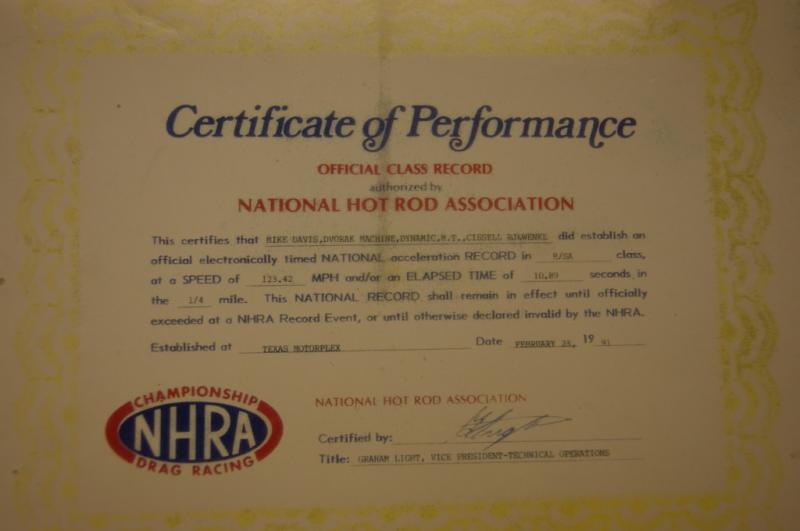 Certificate of Performance
OFFICIAL CLASS RECORD
authorized by
NATIONAL HOT ROD ASSOCIATION
This certifies that MIKE DAVIS,DVORAK MACHINE,DYNAMIC,M.T.,CISSELL did establish an
official electronically timed NATIONAL acceleration RECORD in class,
at a SPEED of 123.42 MPH and/or an ELAPSED TIME of 10.89 seconds in
the 1/4 mile. This NATIONAL RECORD shall remain in effect until officially
exceeded at a NHRA Record Event, or until otherwise declared invalid by the NHRA.
Established at TEXAS MOTORPLEX Date FEBRUARY 19 91
CHAMPIONSHIP
NHRA
DRAG RACING
NATIONAL HOT ROD ASSOCIATION
Certified by:
Title: GRAHAM LIGHT, VICE PRESIDENT-TECHNICAL OPERATIONS